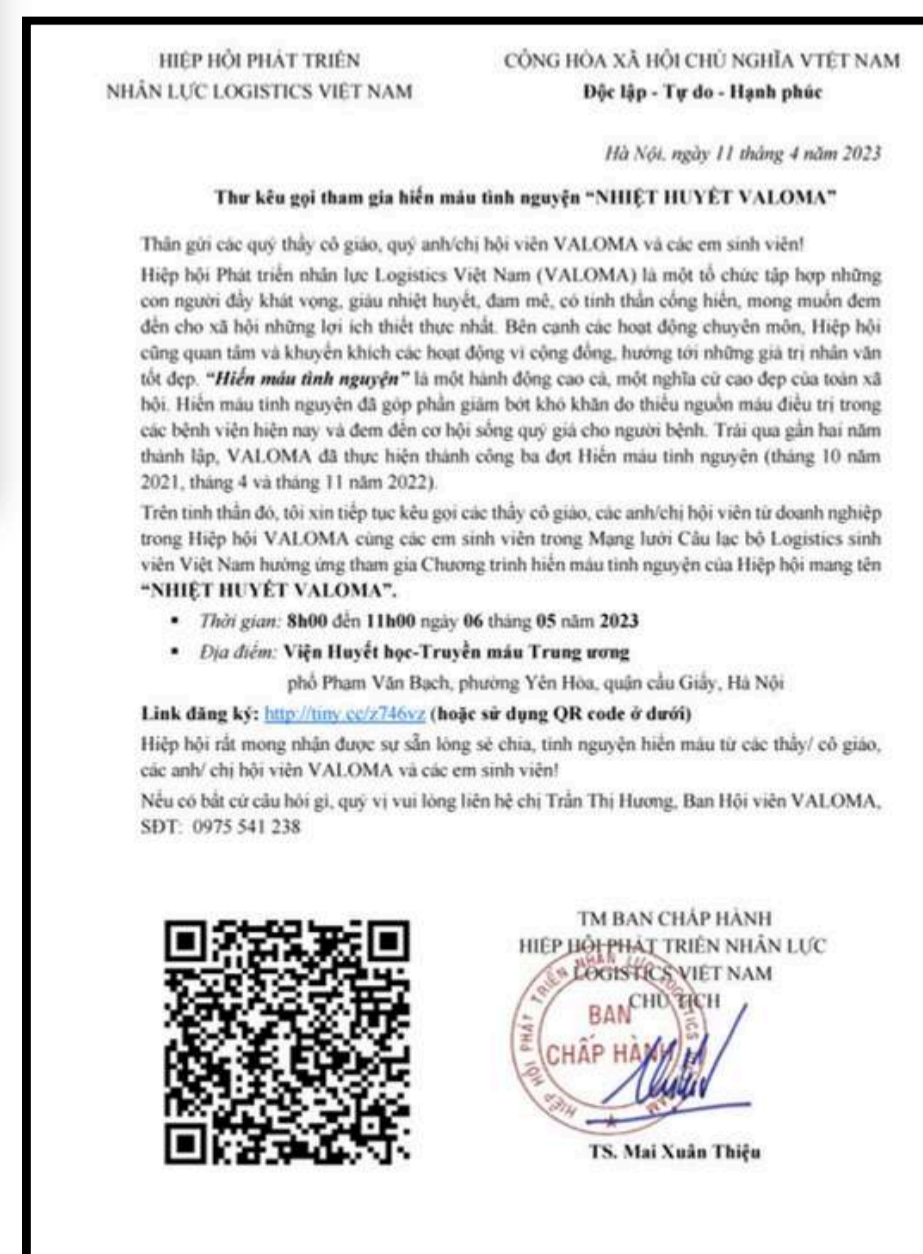 HIỆP HỘI PHÁT TRIỂN
NHÂN LỰC LOGISTICS VIỆT NAM
CỘNG HÒA XÃ HỘI CHỦ NGHĨA VTỆT NAM
Độc lập - Tự do - Hạnh phúc
Hà Nội, ngày 11 tháng 4 năm 2023
Thư kêu gọi tham gia hiến máu tình nguyện “NHIỆT HUYẾT VALOMA”
Thân gửi các quý thầy cô giáo, quý anh/chị hội viên VALOMA và các em sinh viên!
Hiệp hội Phát triển nhân lực Logistics Việt Nam (VALOMA) là một tổ chức tập hợp những
con người đầy khát vọng, giàu nhiệt huyết, đam mê, có tinh thần cống hiến, mong muốn đem
đến cho xã hội những lợi ích thiết thực nhất. Bên cạnh các hoạt động chuyên môn, Hiệp hội
cũng quan tâm và khuyến khích các hoạt động vì cộng đồng, hướng tới những giá trị nhân văn
tốt đẹp. “Hiến máu tình nguyện” là một hành động cao cả, một nghĩa cử cao đẹp của toàn xã
hội. Hiến máu tình nguyện đã góp phần giảm bớt khó khăn do thiếu nguồn máu điều trị trong
các bệnh viện hiện nay và đem đến cơ hội sống quý giá cho người bệnh. Trải qua gần hai năm
thành lập, VALOMA đã thực hiện thành công ba đợt Hiến máu tình nguyện (tháng 10 năm
2021, tháng 4 và tháng 11 năm 2022).
Trên tinh thần đó, tôi xin tiếp tục kêu gọi các thầy cô giáo, các anh/chị hội viên từ doanh nghiệp
trong Hiệp hội VALOMA cùng các em sinh viên trong Mạng lưới Câu lạc bộ Logistics sinh
viên Việt Nam hưởng ứng tham gia Chương trình hiến máu tình nguyện của Hiệp hội mang tên
“NHIỆT HUYẾT VALOMA”.
▪ Thời gian: 8h00 đến 11h00 ngày 06 tháng 05 năm 2023
▪ Địa điểm: Viện Huyết học-Truyền máu Trung ương
phố Phạm Văn Bạch, phường Yên Hòa, quận cầu Giấy, Hà Nội
Link đăng ký: http://tiny.cc/z746vz (hoặc sử dụng QR code ở dưới)
Hiệp hội rất mong nhận được sự sẵn lòng sẻ chia, tình nguyện hiến máu từ các thầy/ cô giáo,
các anh/ chị hội viên VALOMA và các em sinh viên!
Nếu có bất cứ câu hỏi gì, quý vị vui lòng liên hệ chị Trần Thị Hương, Ban Hội viên VALOMA,
SĐT: 0975 541 238
TM BAN CHẤP HÀNH
HIỆP HỘI PHÁT TRIỂN NHÂN LỰC
LOGISTICS VIỆT NAM
CHỦ TỊCH
HIỆP HỘI PHÁT TRIỂN NHÂN LỰC LOGISTICS NAM
BAN
CHẤP HÀNH
TS. Mai Xuân Thiệu